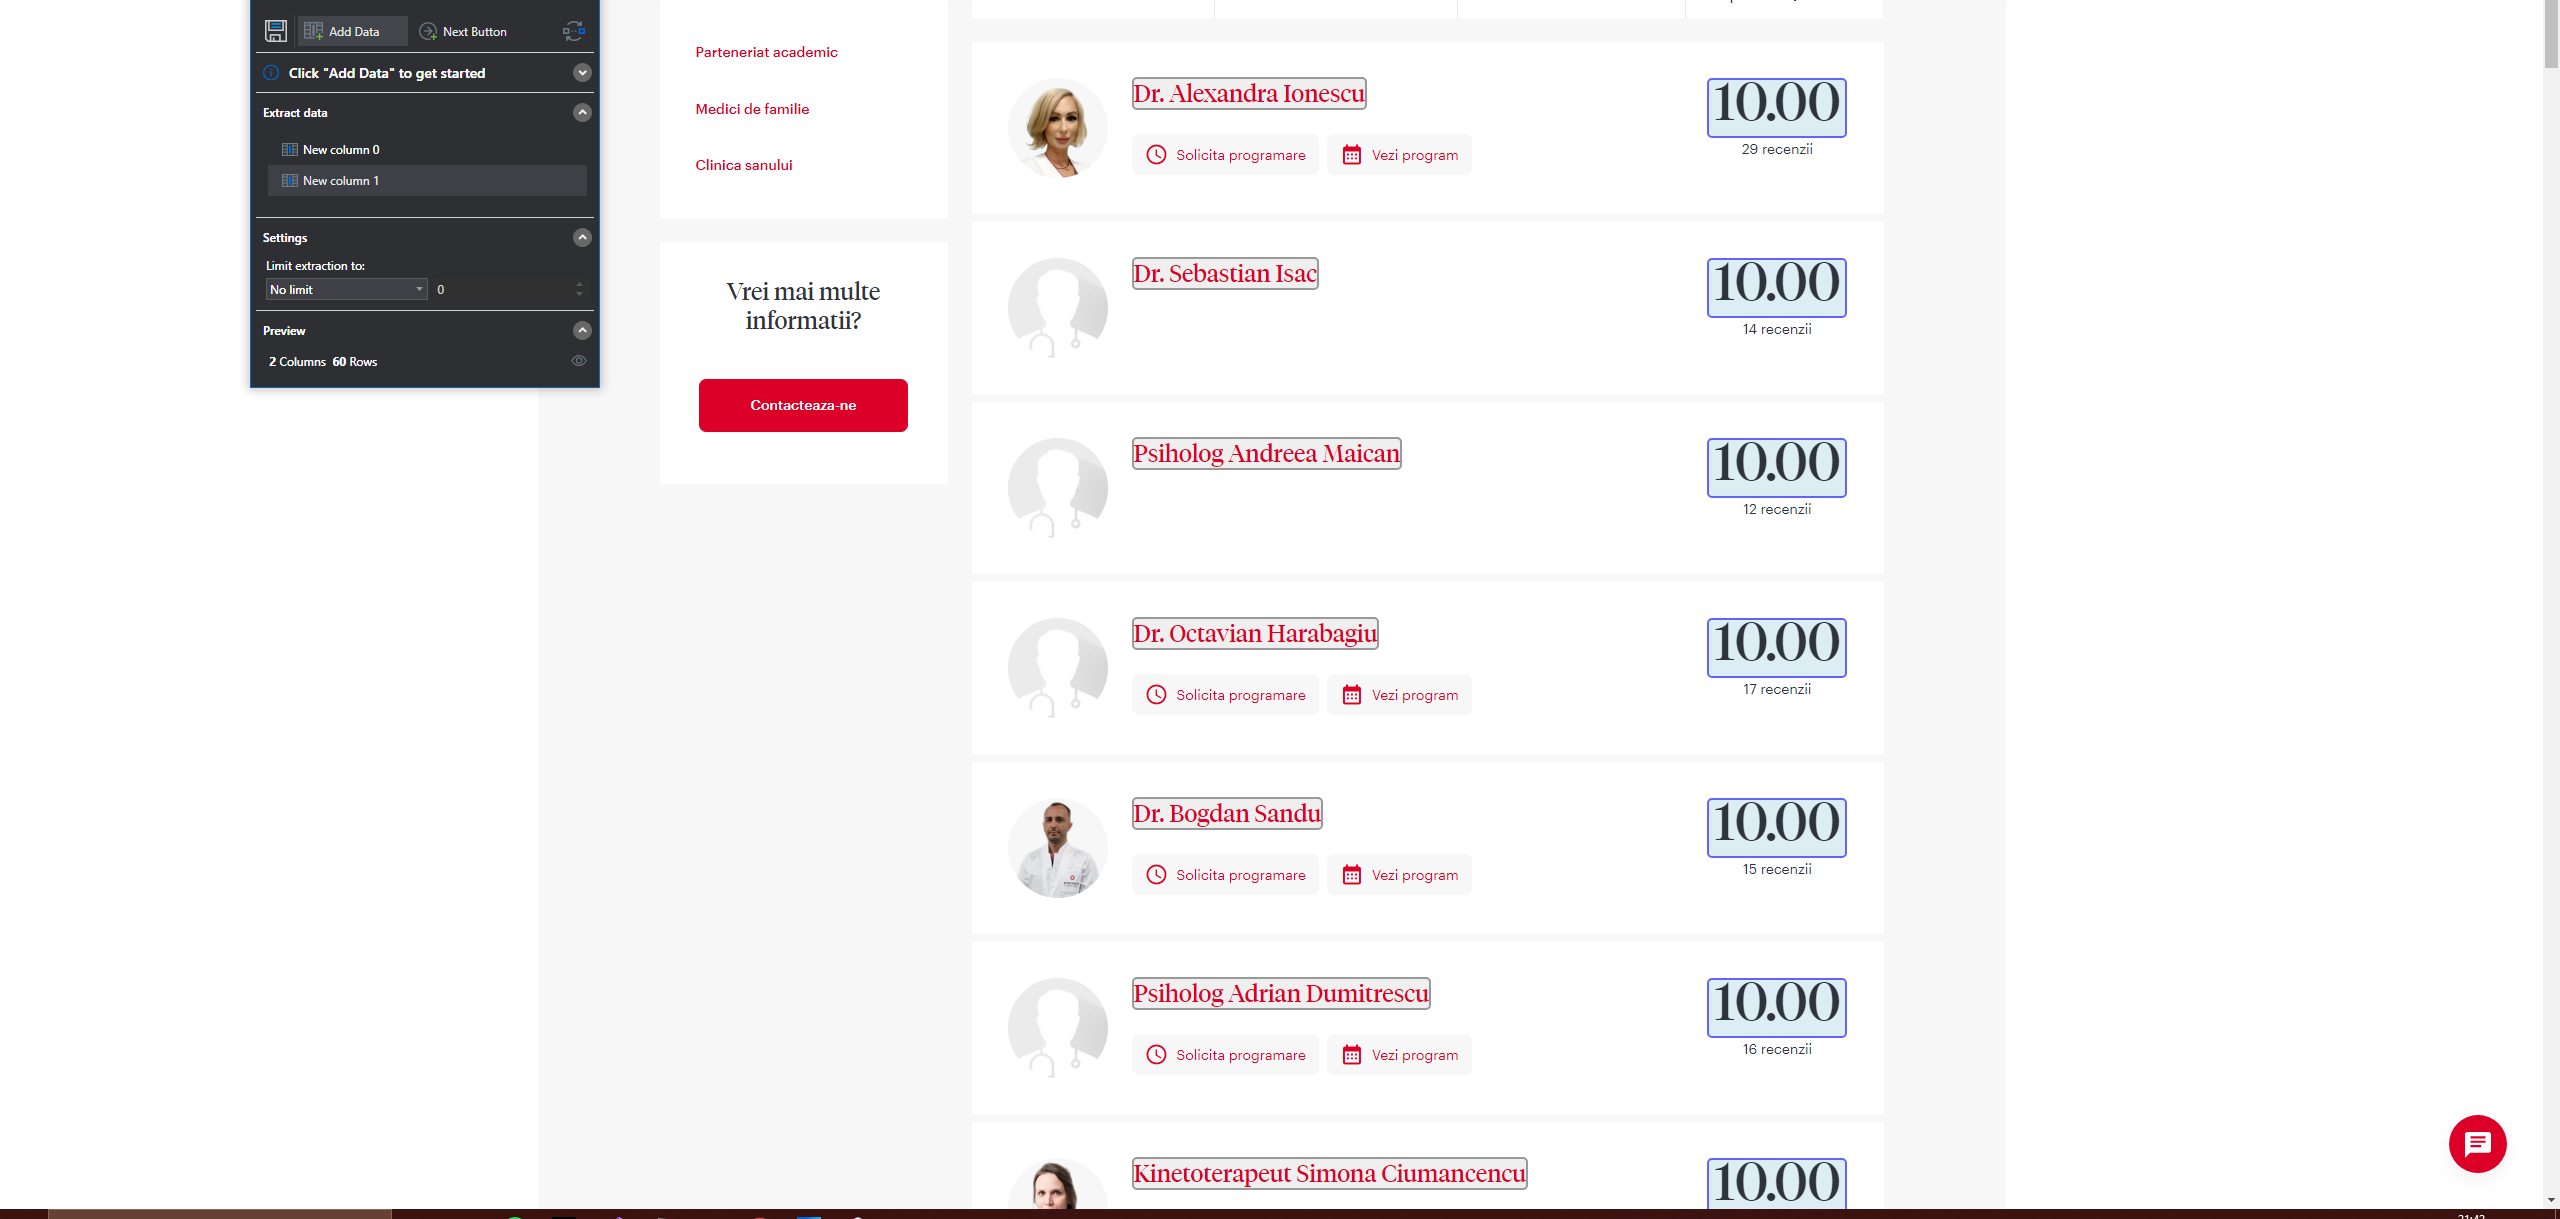 Add Data
Next Button
Click "Add Data" to get started
Extract data
New column 0
New column 1
Settings
Limit extraction to:
No limit
0
Preview
2 Columns 60 Rows
Parteneriat academic
Medici de familie
Clinica sanului
Vrei mai multe
informatii?
Contacteaza-ne
Dr. Alexandra Ionescu
Solicita programare
Vezi program
10.00
29 recenzii
Dr. Sebastian Isac
10.00
14 recenzii
Psiholog Andreea Maican
10.00
12 recenzii
Dr. Octavian Harabagiu
Solicita programare
Vezi program
10.00
17 recenzii
Dr. Bogdan Sandu
Solicita programare
Vezi program
10.00
15 recenzii
Psiholog Adrian Dumitrescu
Solicita programare
Vezi program
10.00
16 recenzii
Kinetoterapeut Simona Ciumancencu
10.00